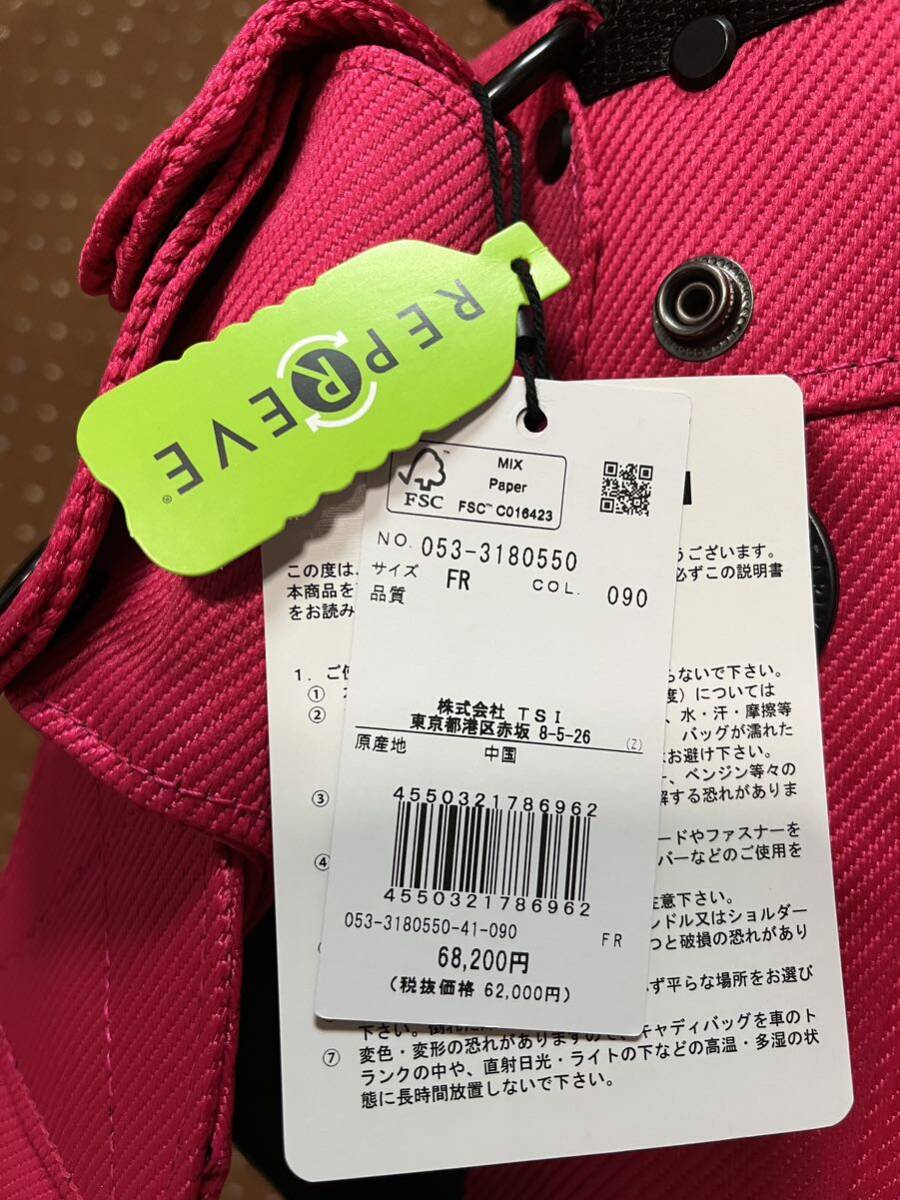 REPREVE®
FSC™
MIX
Paper
FSC™ C016423
NO. 053-3180550
サイズ FR COL. 090
品質
株式会社 TSI
東京都港区赤坂 8-5-26 (Z)
原産地 中国
4550321786962
4550321786962
053-3180550-41-090 FR
68,200円
(税抜価格 62,000円)
うございます。
この度は、
必ずこの説明書
本商品を
をお読み
1. ご使
らないで下さい。
①
度)については
②
、水・汗・摩擦等
バッグが濡れた
お避け下さい。
、ベンジン等々の
③
解する恐れがありま
ードやファスナーを
④
バーなどのご使用を
注意下さい。
ンドル又はショルダー
つと破損の恐れがあり
ず平らな場所をお選び
下さい。
キャディバッグを車のト
⑦ 変色・変形の恐れがありますので、
ランクの中や、直射日光・ライトの下などの高温・多湿の状
態に長時間放置しないで下さい。